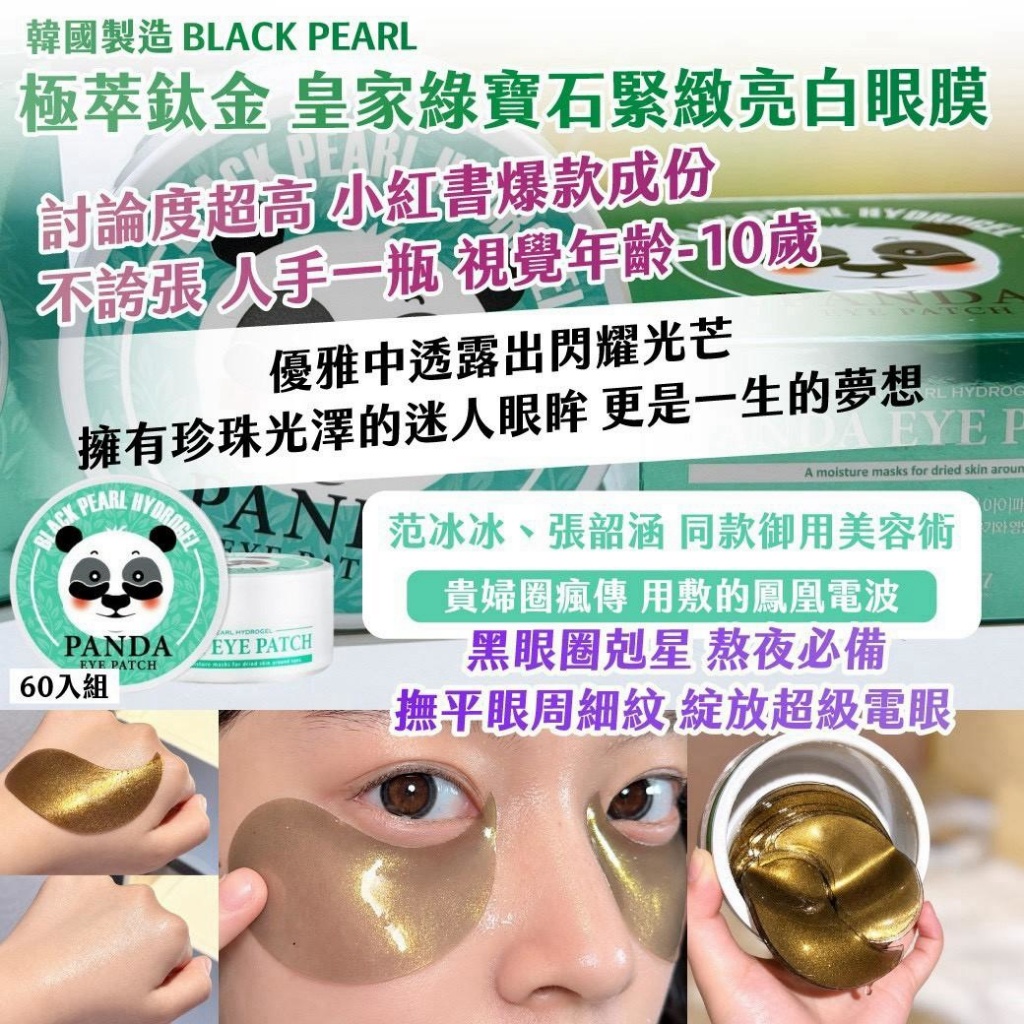 韓國製造 BLACK PEARL
極萃鈦金 皇家綠寶石緊緻亮白眼膜
討論度超高 小紅書爆款成份
不誇張 人手一瓶 視覺年齡-10歲
優雅中透露出閃耀光芒
擁有珍珠光澤的迷人眼眸 更是一生的夢想
EYE P
A moisture masks for dried skin aroun
范冰冰、張韶涵 同款御用美容術
貴婦圈瘋傳 用敷的鳳凰電波
黑眼圈剋星 熬夜必備
撫平眼周細紋 綻放超級電眼
BLACK PEARL HYDROGEL
PANDA
EYE PATCH
60入組
EYE PATCH